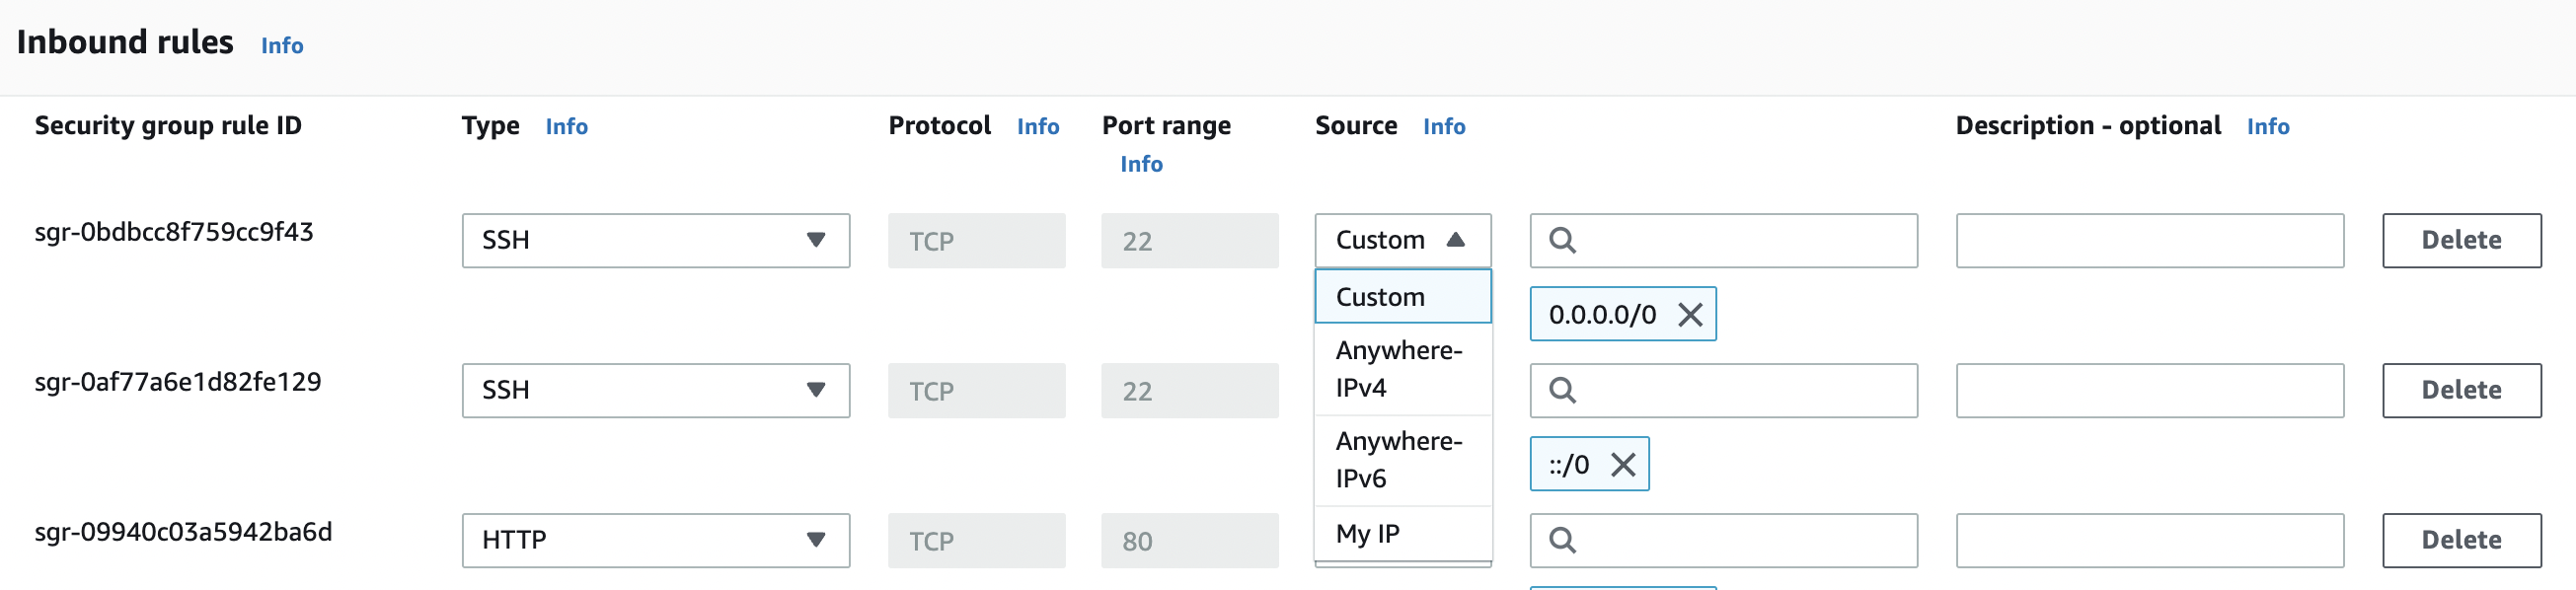 Inbound rules Info
Security group rule ID Type Info Protocol Info Port range Source Info Description - optional Info
Info
sgr-0bdbcc8f759cc9f43 SSH TCP 22 Custom Delete
Custom
0.0.0.0/0
Anywhere-
IPv4
sgr-0af77a6e1d82fe129 SSH TCP 22 Delete
Anywhere-
IPv6
::/0
sgr-09940c03a5942ba6d HTTP TCP 80 My IP Delete